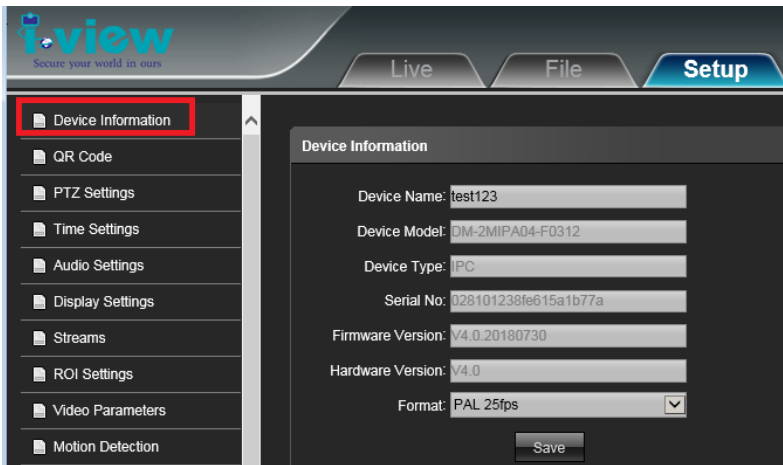 i-view
Secure your world in ours
Live
File
Setup
Device Information
QR Code
PTZ Settings
Time Settings
Audio Settings
Display Settings
Streams
ROI Settings
Video Parameters
Motion Detection
Device Information
Device Name: test123
Device Model: DM-2MIPA04-F0312
Device Type: IPC
Serial No: 028101238fe615a1b77a
Firmware Version: V4.0.20180730
Hardware Version: V4.0
Format: PAL 25fps
Save